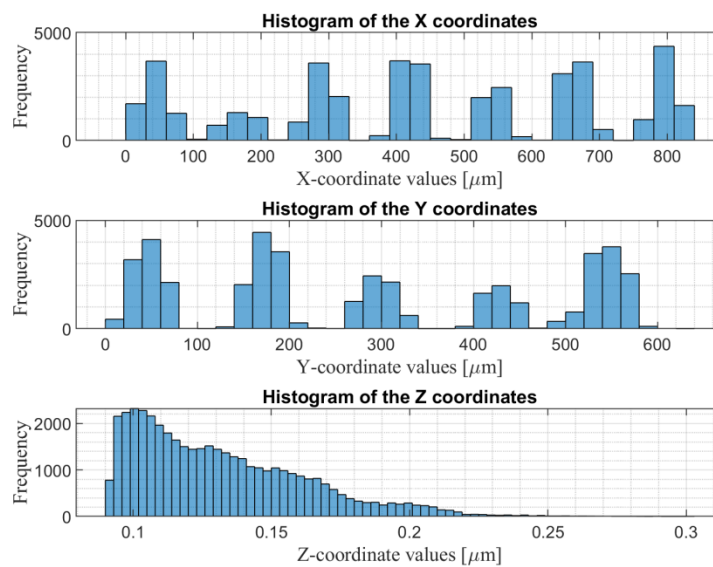 Histogram of the X coordinates
5000
0
Frequency
0 100 200 300 400 500 600 700 800
X-coordinate values [μm]
Histogram of the Y coordinates
5000
0
Frequency
0 100 200 300 400 500 600
Y-coordinate values [μm]
Histogram of the Z coordinates
2000
1000
0
Frequency
0.1 0.15 0.2 0.25 0.3
Z-coordinate values [μm]